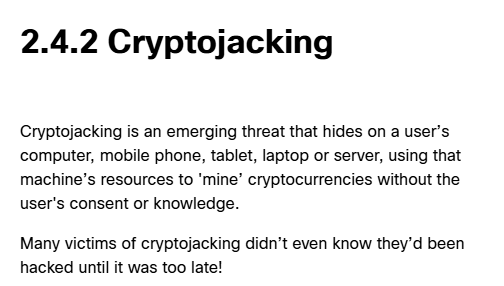 2.4.2 Cryptojacking
Cryptojacking is an emerging threat that hides on a user’s
computer, mobile phone, tablet, laptop or server, using that
machine’s resources to 'mine’ cryptocurrencies without the
user's consent or knowledge.
Many victims of cryptojacking didn’t even know they’d been
hacked until it was too late!